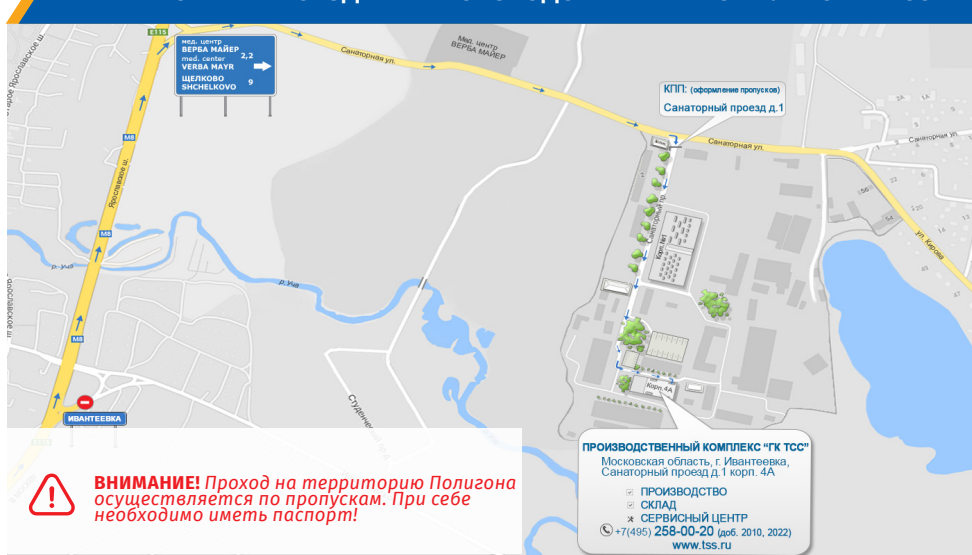 E115
Санаторная ул.
Мед. центр
ВЕРБА МАЙЕР
мед. центр
ВЕРБА МАЙЕР
med. center
VERBA MAYR
2,2
ЩЕЛКОВО
SHCHELKOVO
9
КПП: (оформление пропусков)
Санаторный проезд д.1
Санаторная ул.
Санаторная ул.
M8
Ярославское ш.
Санаторный пр.
Корп.№1
ул. Кирова
M8
р. Уча
р. Уча
M8
ИВАНТЕЕВКА
Корп. 4А
ПРОИЗВОДСТВЕННЫЙ КОМПЛЕКС “ГК ТСС”
Московская область, г. Ивантеевка,
Санаторный проезд д.1 корп. 4А
ПРОИЗВОДСТВО
СКЛАД
СЕРВИСНЫЙ ЦЕНТР
+7(495) 258-00-20 (доб. 2010, 2022)
www.tss.ru
ВНИМАНИЕ! Проход на территорию Полигона
осуществляется по пропускам. При себе
необходимо иметь паспорт!